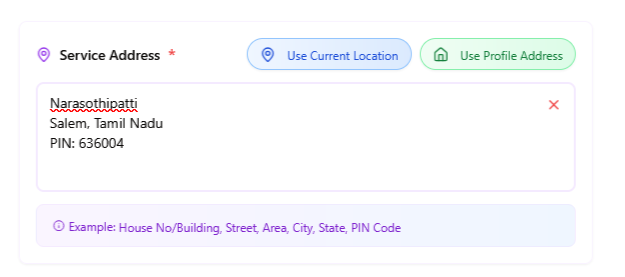 Service Address *
Use Current Location
Use Profile Address
Narasothipatti
Salem, Tamil Nadu
PIN: 636004
Example: House No/Building, Street, Area, City, State, PIN Code